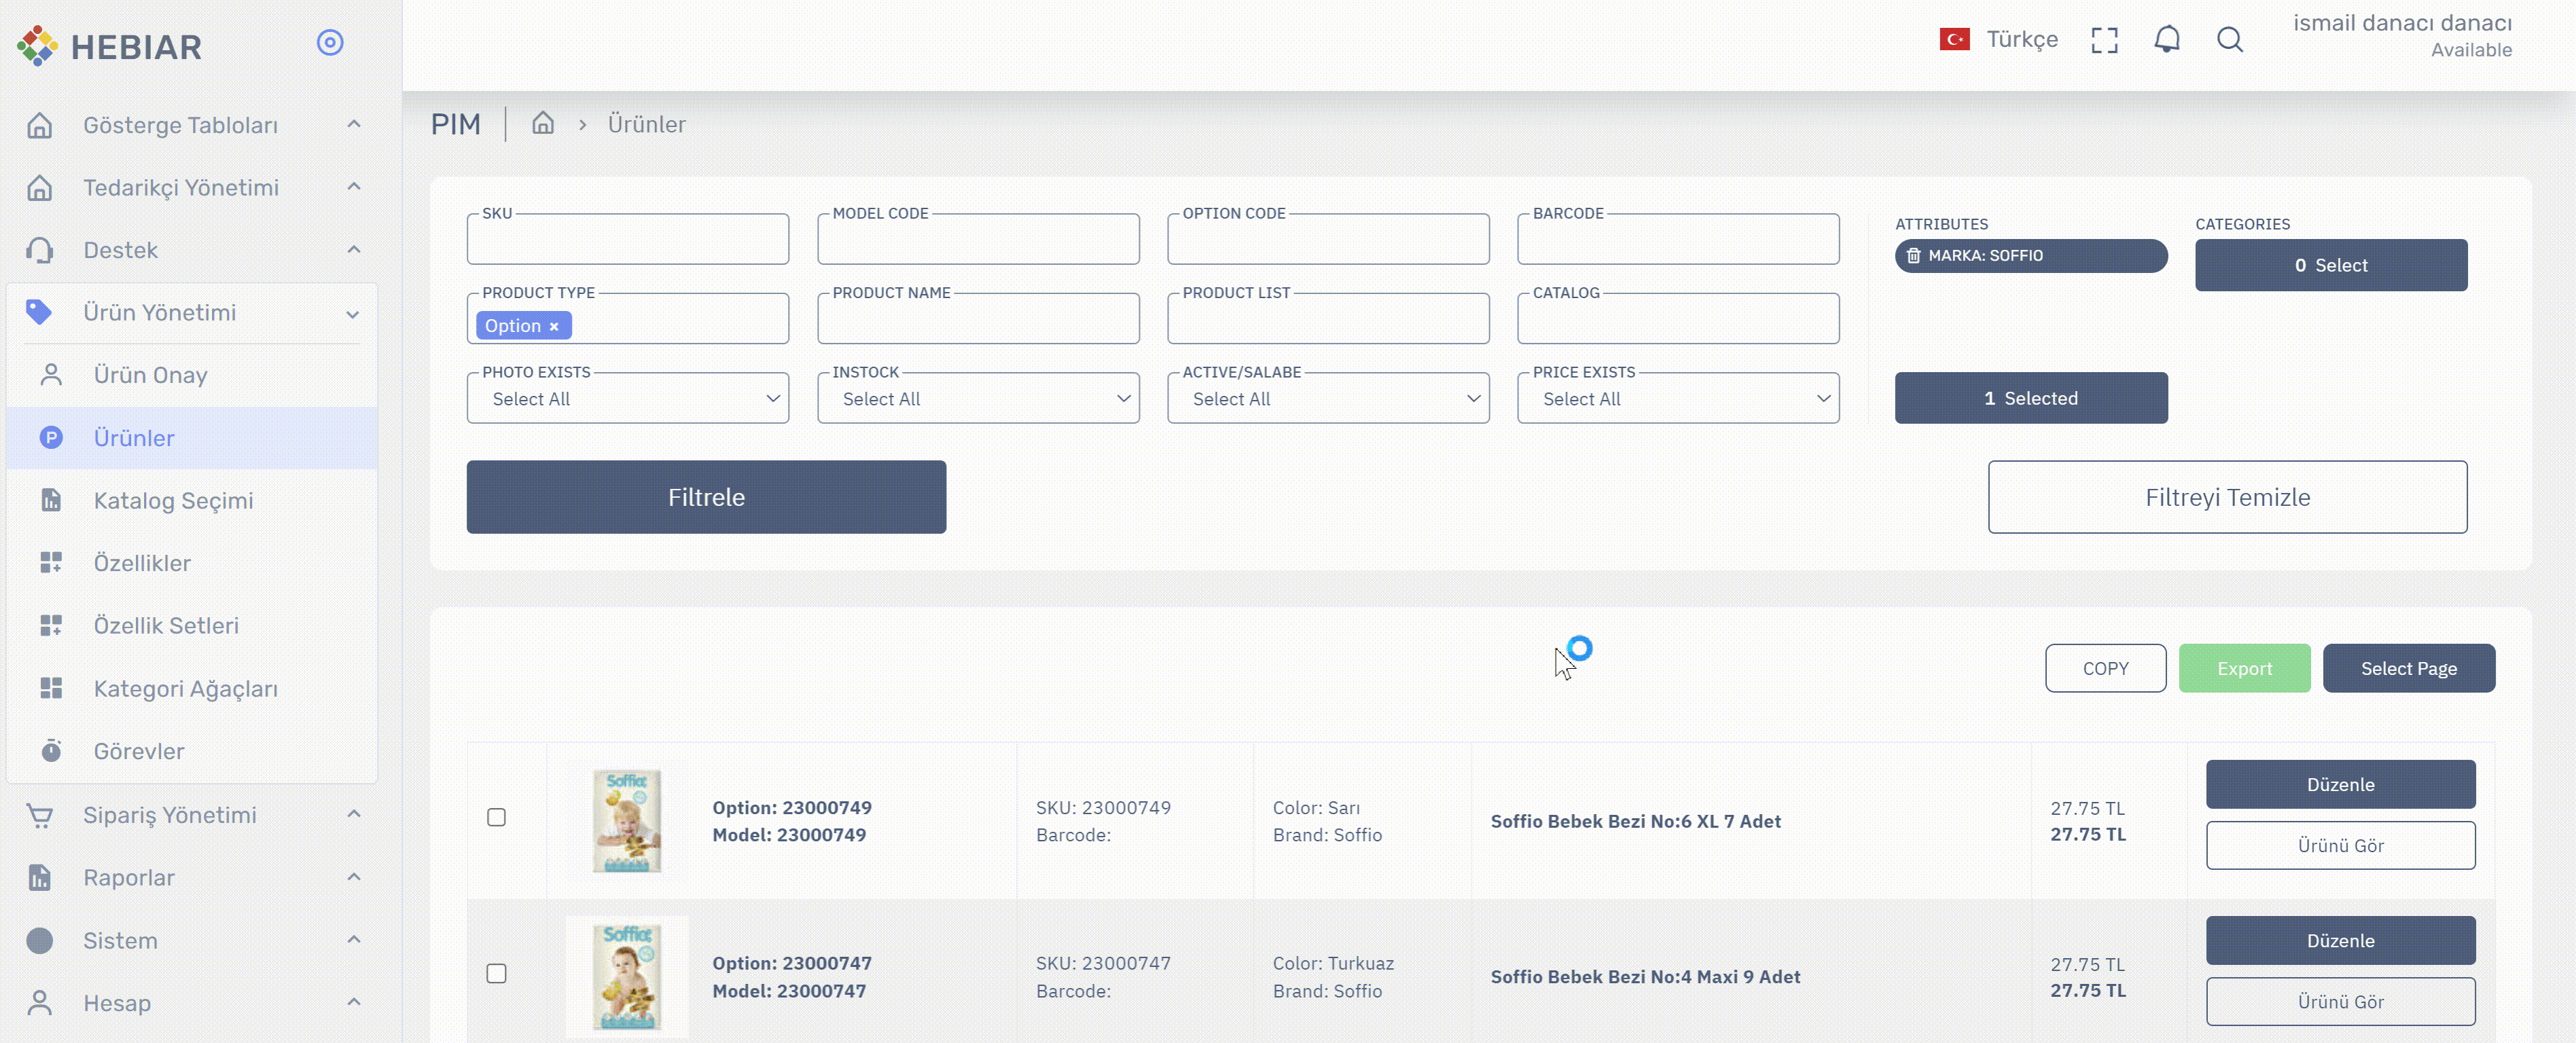 HEBIAR
Türkçe
ismail danacı danacı
Available
Gösterge Tabloları
Tedarikçi Yönetimi
Destek
Ürün Yönetimi
Ürün Onay
P Ürünler
Katalog Seçimi
Özellikler
Özellik Setleri
Kategori Ağaçları
Görevler
Sipariş Yönetimi
Raporlar
Sistem
Hesap
PIM
Ürünler
SKU
MODEL CODE
OPTION CODE
BARCODE
ATTRIBUTES
CATEGORIES
MARKA: SOFFIO
0 Select
PRODUCT TYPE
PRODUCT NAME
PRODUCT LIST
CATALOG
Option ×
PHOTO EXISTS
INSTOCK
ACTIVE/SALABE
PRICE EXISTS
Select All
Select All
Select All
Select All
1 Selected
Filtrele
Filtreyi Temizle
COPY
Export
Select Page
Soffio
Option: 23000749
Model: 23000749
SKU: 23000749
Barcode:
Color: Sarı
Brand: Soffio
Soffio Bebek Bezi No:6 XL 7 Adet
27.75 TL
27.75 TL
Düzenle
Ürünü Gör
Soffio
Option: 23000747
Model: 23000747
SKU: 23000747
Barcode:
Color: Turkuaz
Brand: Soffio
Soffio Bebek Bezi No:4 Maxi 9 Adet
27.75 TL
27.75 TL
Düzenle
Ürünü Gör